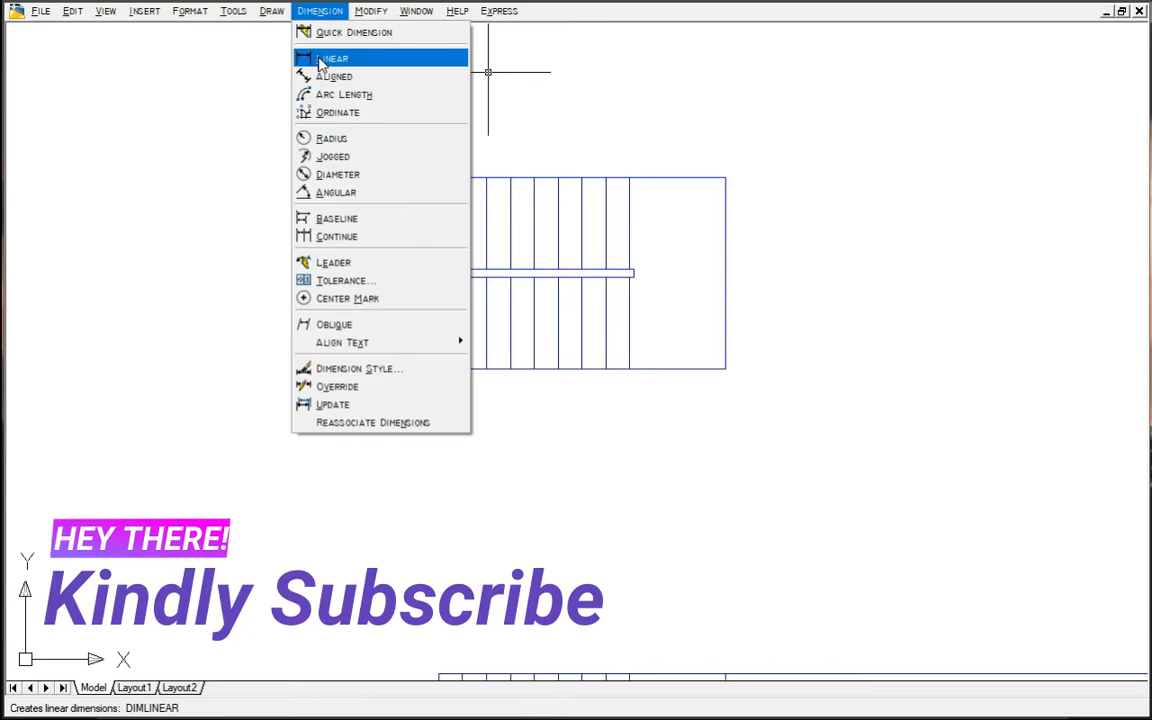 FILE EDIT VIEW INSERT FORMAT TOOLS DRAW DIMENSION MODIFY WINDOW HELP EXPRESS
QUICK DIMENSION
LINEAR
ALIGNED
ARC LENGTH
ORDINATE
RADIUS
JOGGED
DIAMETER
ANGULAR
BASELINE
CONTINUE
LEADER
TOLERANCE...
CENTER MARK
OBLIQUE
ALIGN TEXT
DIMENSION STYLE...
OVERRIDE
UPDATE
REASSOCIATE DIMENSIONS
HEY THERE!
Kindly Subscribe
Y
X
Model Layout1 Layout2
Creates linear dimensions: DIMLINEAR